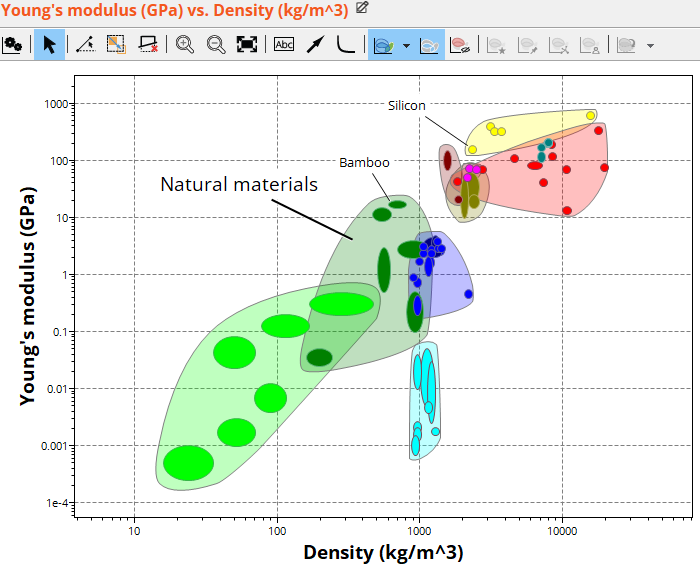 Young's modulus (GPa) vs. Density (kg/m^3)
Abc
Young's modulus (GPa)
1000
100
10
1
0.1
0.01
0.001
1e-4
Silicon
Bamboo
Natural materials
10
100
1000
10000
Density (kg/m^3)